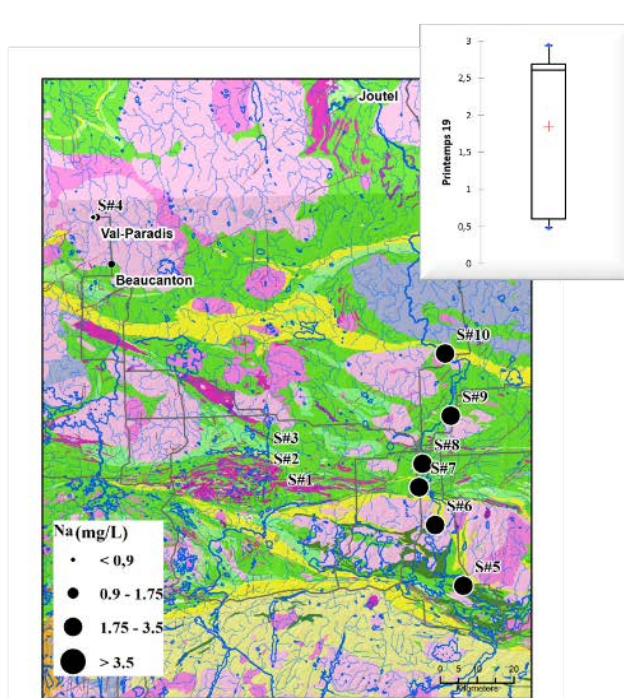 3
2,5
2
1,5
1
0,5
0
Printemps 19
Joutel
S#4
Val-Paradis
Beaucanton
S#10
S#9
S#3
S#8
S#2
S#7
S#1
S#6
S#5
Na (mg/L)
< 0,9
0.9 - 1.75
1.75 - 3.5
> 3.5
0 5 10 20
Kilometers